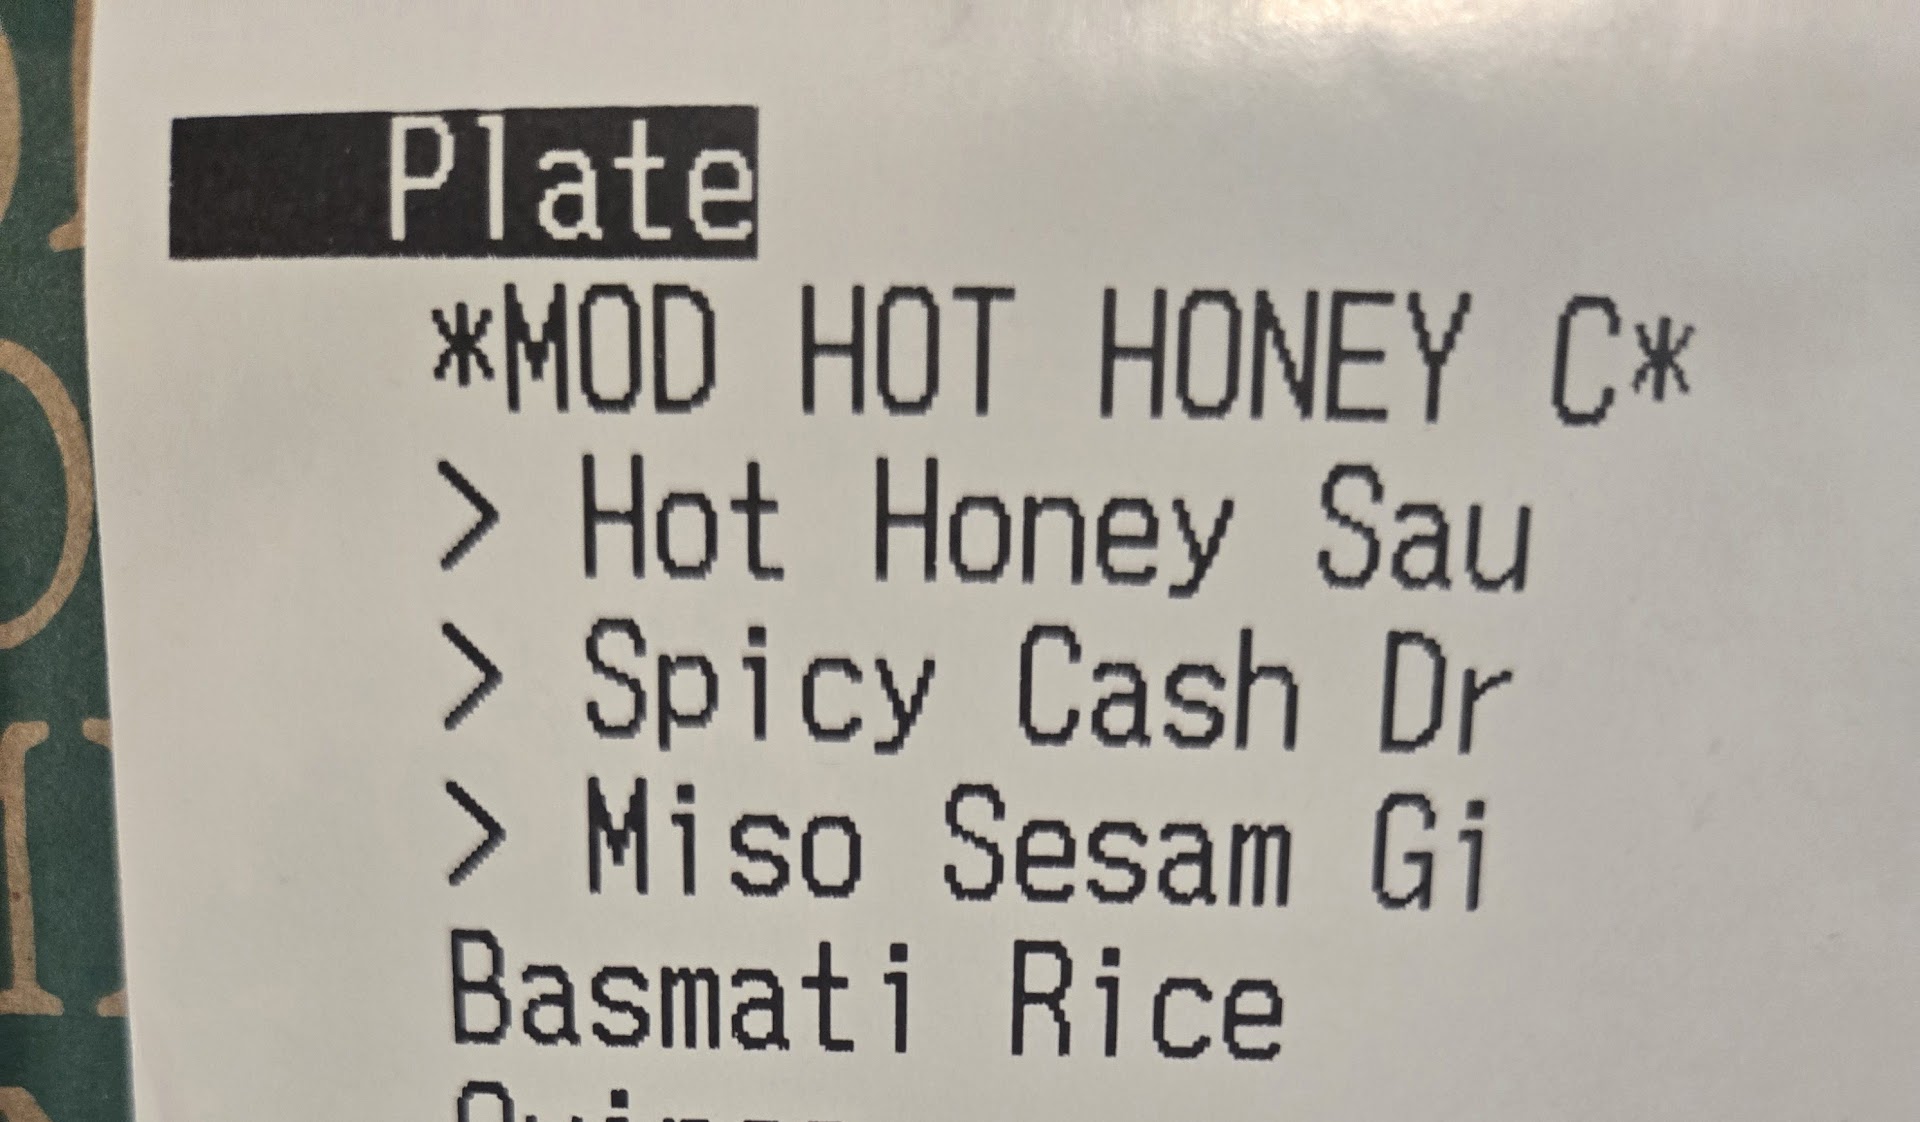 Plate
*MOD HOT HONEY C*
> Hot Honey Sau
> Spicy Cash Dr
> Miso Sesam Gi
Basmati Rice